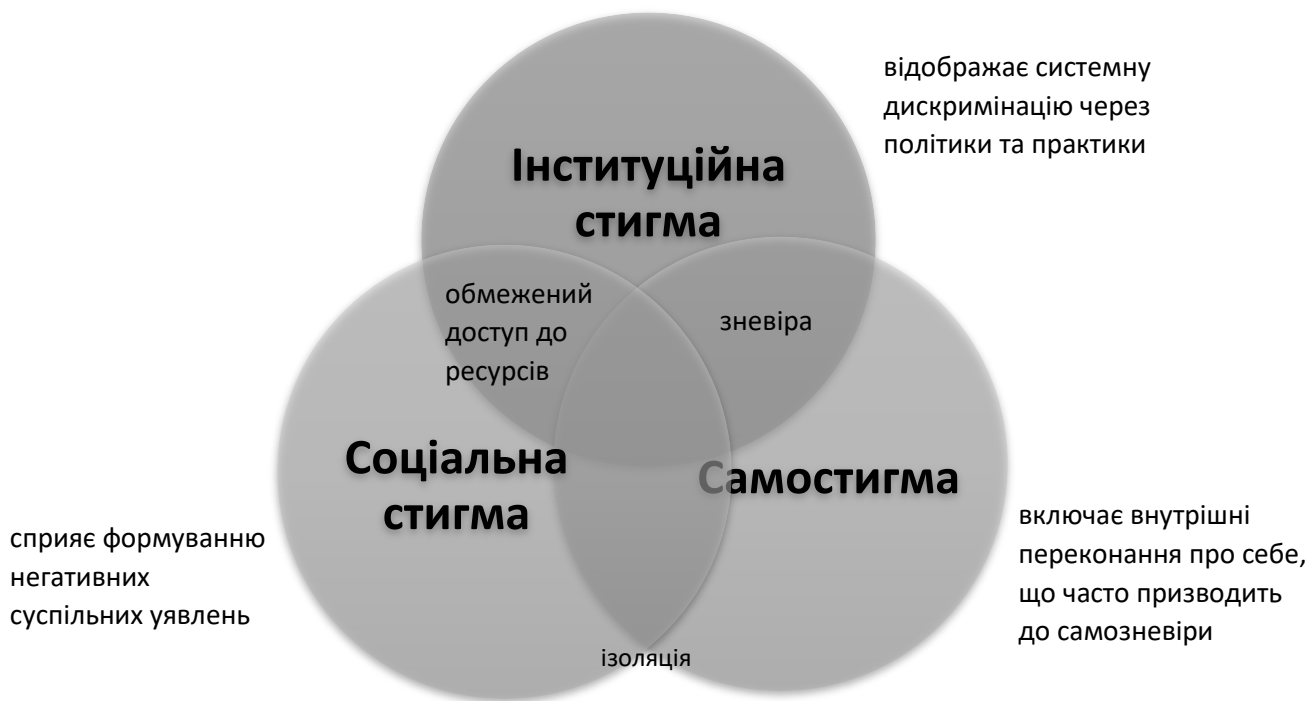 відображає системну
дискримінацію через
політики та практики
Інституційна
стигма
обмежений
доступ до
ресурсів
зневіра
Соціальна
стигма
Самостигма
сприяє формуванню
негативних
суспільних уявлень
включає внутрішні
переконання про себе,
що часто призводить
до самозневіри
ізоляція